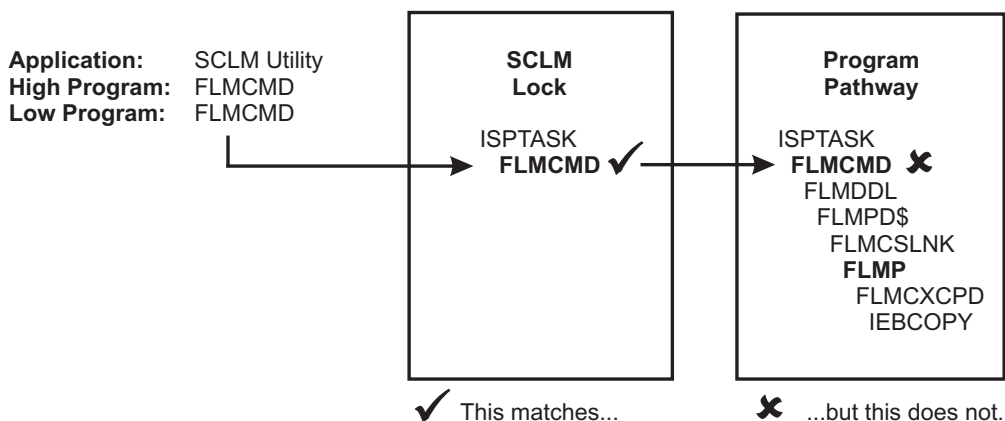 Application: SCLM Utility
High Program: FLMCMD
Low Program: FLMCMD
SCLM
Lock
ISPTASK
FLMCMD
Program
Pathway
ISPTASK
FLMCMD
FLMDDL
FLMPD$
FLMCSLNK
FLMP
FLMCXCPD
IEBCOPY
This matches...
...but this does not.